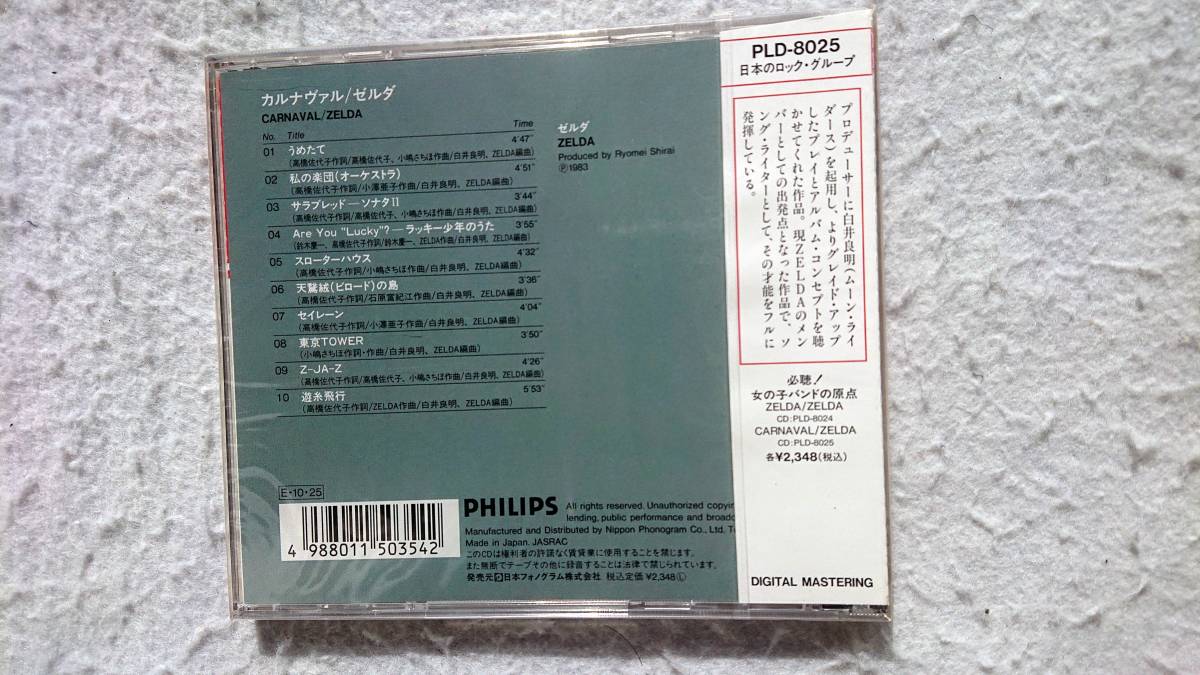 カルナヴァル/ゼルダ
CARNAVAL/ZELDA
No. Title Time
01 うめたて 4'47"
(高橋佐代子作詞/高橋佐代子、小嶋さちほ作曲/白井良明、ZELDA編曲)
02 私の楽団(オーケストラ) 4'51"
(高橋佐代子作詞/小澤亜子作曲/白井良明、ZELDA編曲)
03 サラブレッド—ソナタII 3'44"
(高橋佐代子作詞/高橋佐代子、小嶋さちほ作曲/白井良明、ZELDA編曲)
04 Are You "Lucky"?—ラッキー少年のうた 3'55"
(鈴木慶一、高橋佐代子作詞/鈴木慶一、ZELDA作曲/白井良明、ZELDA編曲)
05 スローターハウス 4'32"
(高橋佐代子作詞/小嶋さちほ作曲/白井良明、ZELDA編曲)
06 天鵞絨(ビロード)の島 3'36"
(高橋佐代子作詞/石原富紀江作曲/白井良明、ZELDA編曲)
07 セイレーン 4'04"
(高橋佐代子作詞/小澤亜子作曲/白井良明、ZELDA編曲)
08 東京TOWER 3'50"
(小嶋さちほ作詞・作曲/白井良明、ZELDA編曲)
09 Z-JA-Z 4'26"
(高橋佐代子作詞/高橋佐代子、小嶋さちほ作曲/白井良明、ZELDA編曲)
10 遊糸飛行 5'53"
(高橋佐代子作詞/ZELDA作曲/白井良明、ZELDA編曲)
ゼルダ
ZELDA
Produced by Ryomei Shirai
Ⓟ1983
E・10・25
4 988011 503542
PHILIPS
All rights reserved. Unauthorized copyin
lending, public performance and broadc
Manufactured and Distributed by Nippon Phonogram Co., Ltd. T
Made in Japan. JASRAC
このCDは権利者の許諾なく賃貸業に使用することを禁じます。
また無断でテープその他に録音することは法律で禁じられています。
発売元 日本フォノグラム株式会社 税込定価 ¥2,348Ⓛ
PLD-8025
日本のロック・グループ
プロデューサーに白井良明(ムーン・ライ
ダース)を起用し、よりグレイド・アップ
したプレイとアルバム・コンセプトを聴
かせてくれた作品。現ZELDAのメン
バーとしての出発点となった作品で、ソ
ング・ライターとして、その才能をフルに
発揮している。
必聴!
女の子バンドの原点
ZELDA/ZELDA
CD:PLD-8024
CARNAVAL/ZELDA
CD:PLD-8025
各¥2,348(税込)
DIGITAL MASTERING